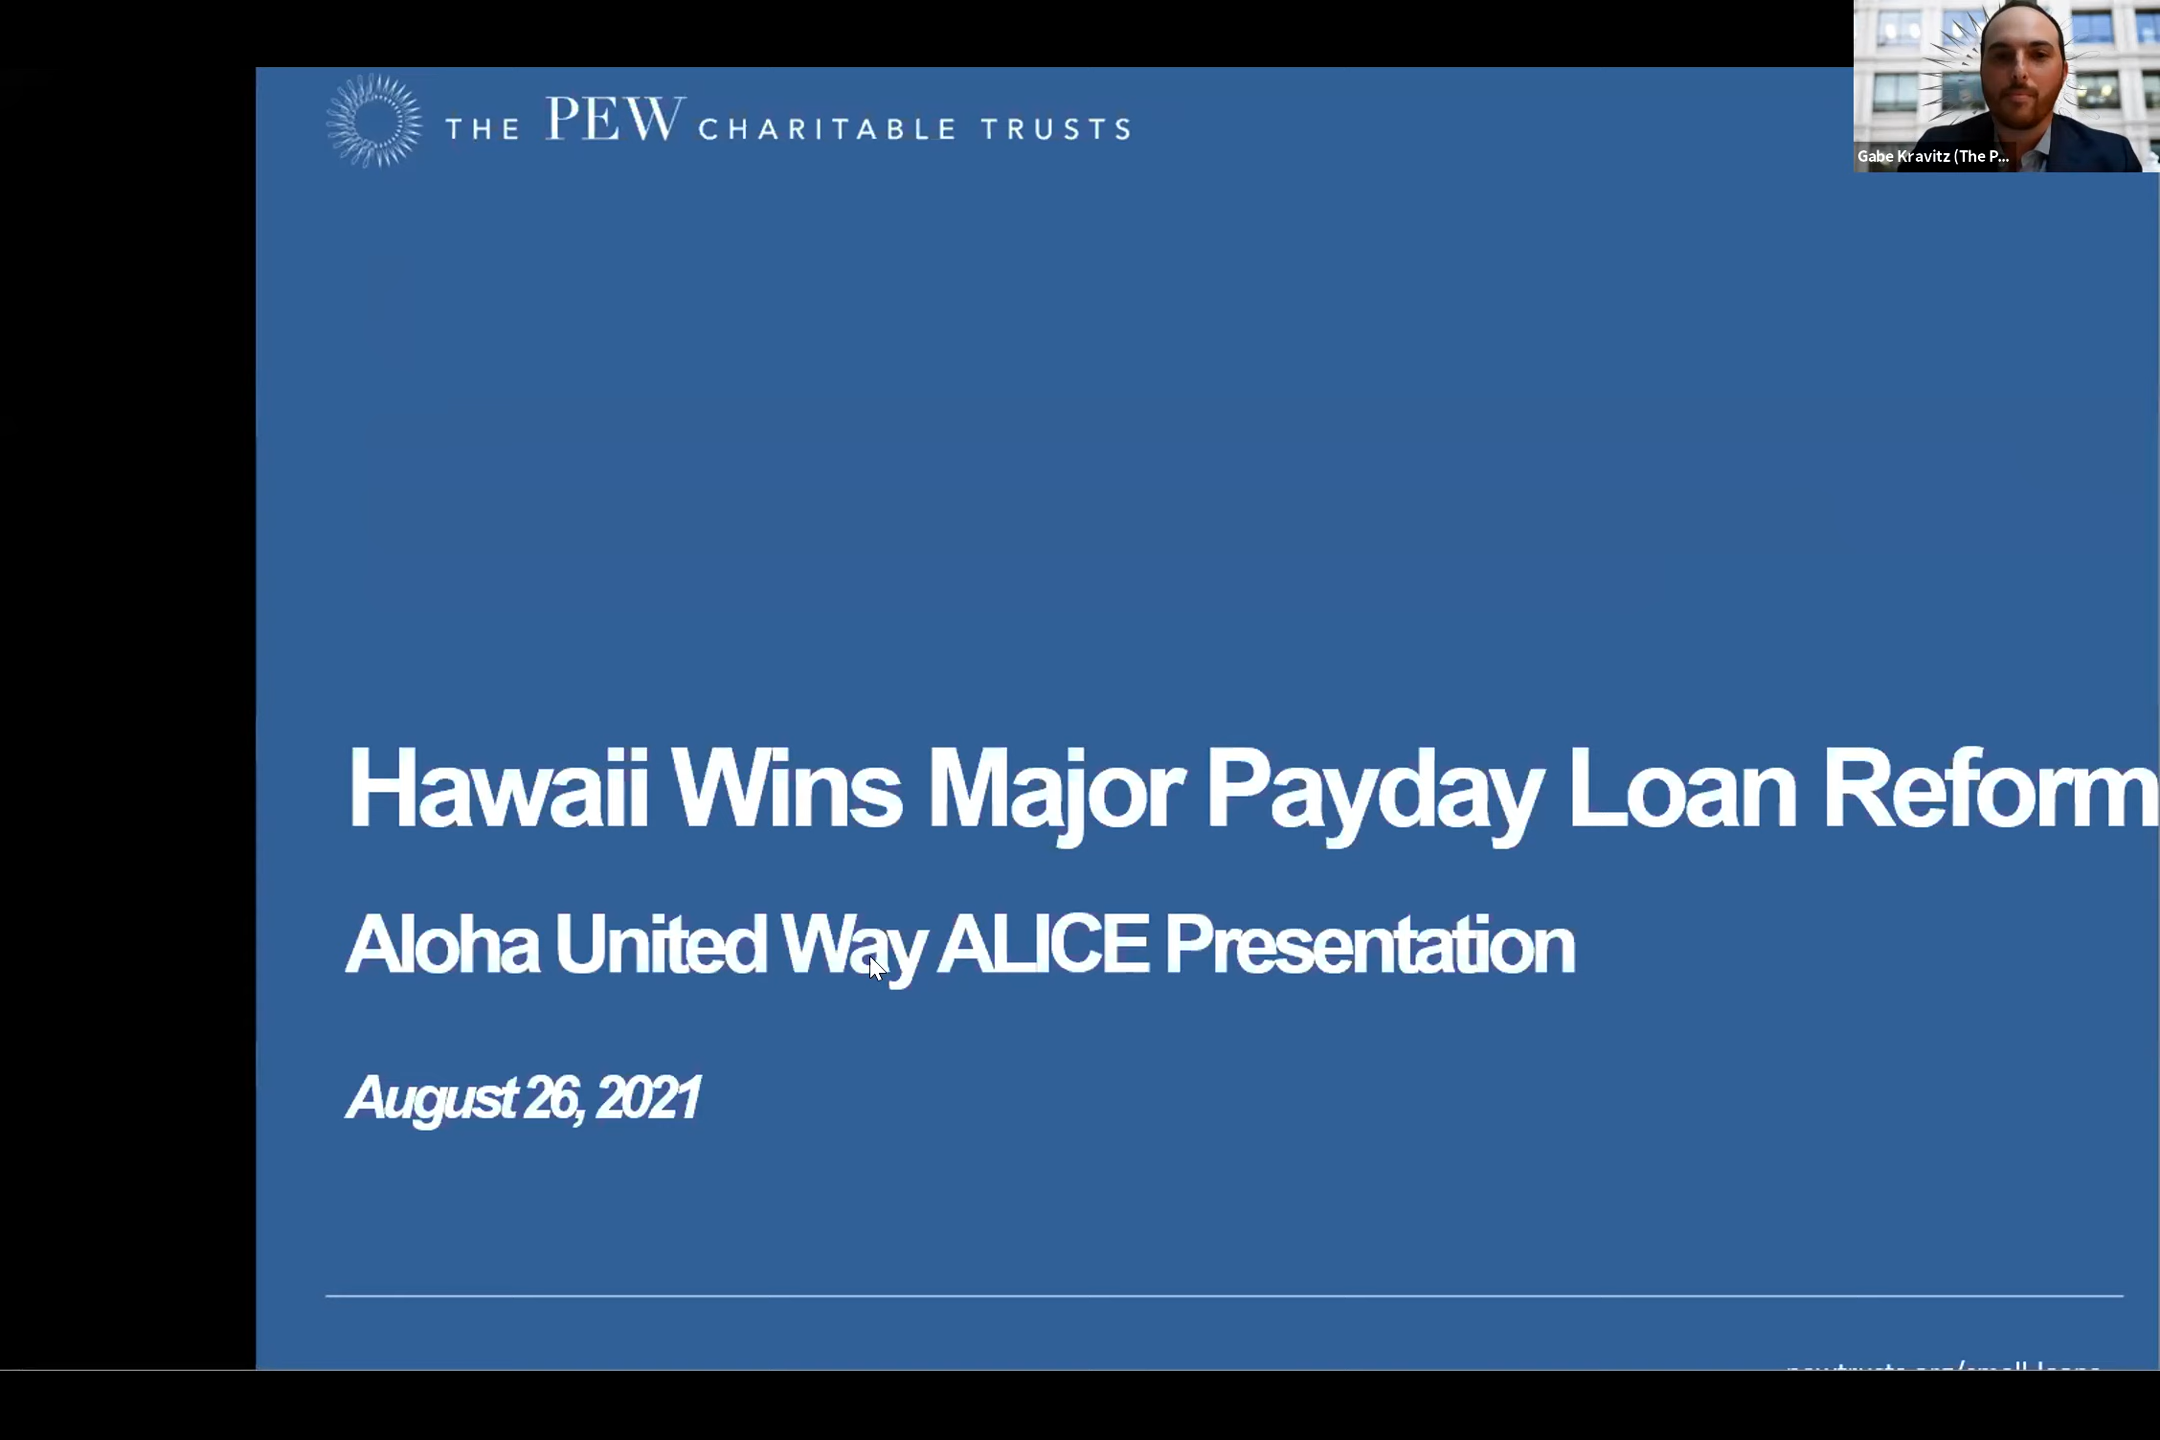 THE PEW CHARITABLE TRUSTS
Gabe Kravitz (The P...
Hawaii Wins Major Payday Loan Reform
Aloha United Way ALICE Presentation
August 26, 2021